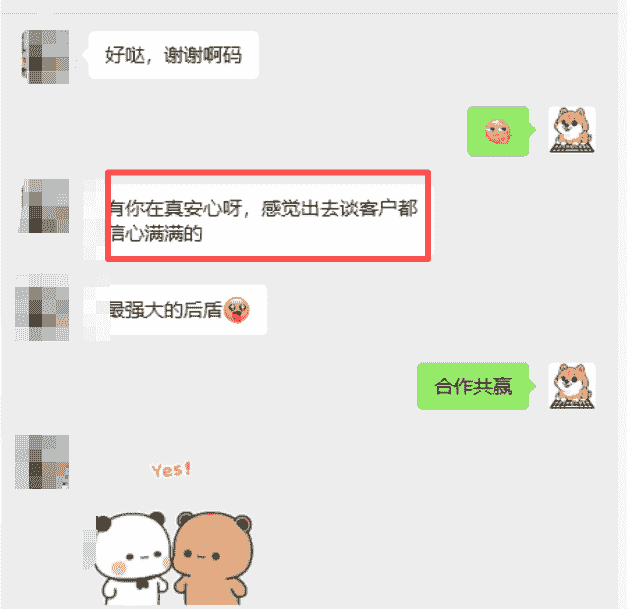 好哒，谢谢啊码
有你在真安心呀，感觉出去谈客户都
信心满满的
最强大的后盾
合作共赢
Yes!